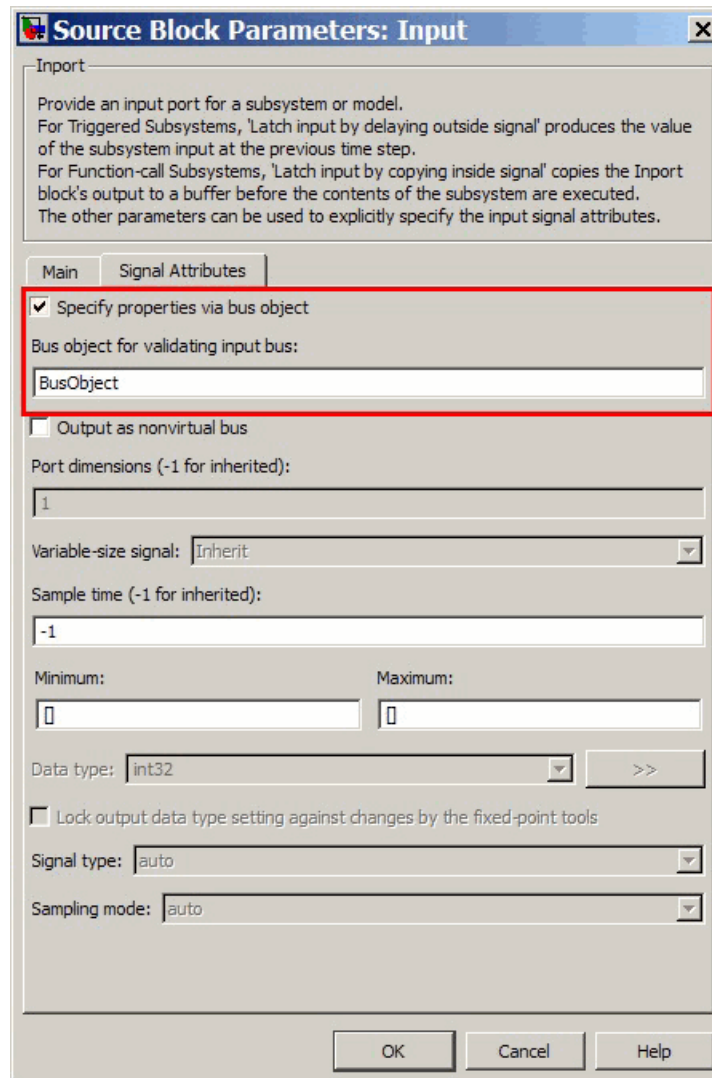 Source Block Parameters: Input
Inport
Provide an input port for a subsystem or model.
For Triggered Subsystems, 'Latch input by delaying outside signal' produces the value
of the subsystem input at the previous time step.
For Function-call Subsystems, 'Latch input by copying inside signal' copies the Inport
block's output to a buffer before the contents of the subsystem are executed.
The other parameters can be used to explicitly specify the input signal attributes.
Main Signal Attributes
Specify properties via bus object
Bus object for validating input bus:
BusObject
Output as nonvirtual bus
Port dimensions (-1 for inherited):
1
Variable-size signal: Inherit
Sample time (-1 for inherited):
-1
Minimum: Maximum:
[] []
Data type: int32 >>
Lock output data type setting against changes by the fixed-point tools
Signal type: auto
Sampling mode: auto
OK Cancel Help